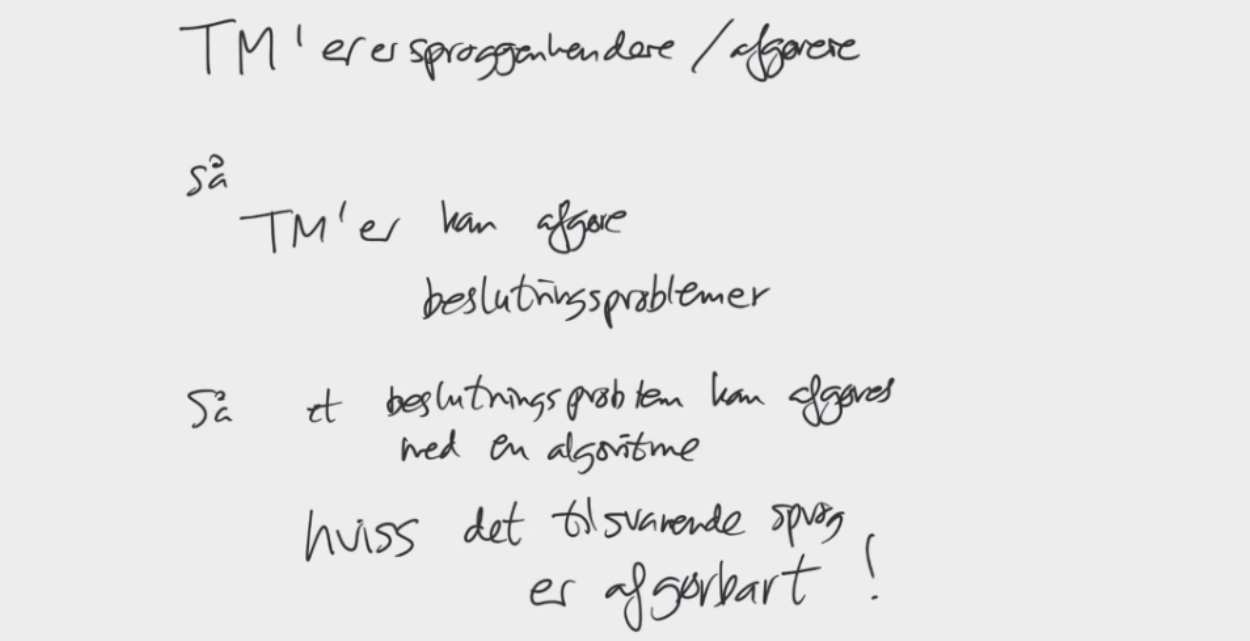 TM'er er sproggenkendere / afgørere
så
TM'er kan afgøre
beslutningsproblemer
Så et beslutningsproblem kan afgøres
med en algoritme
hviss det tilsvarende sprog
er afgørbart !